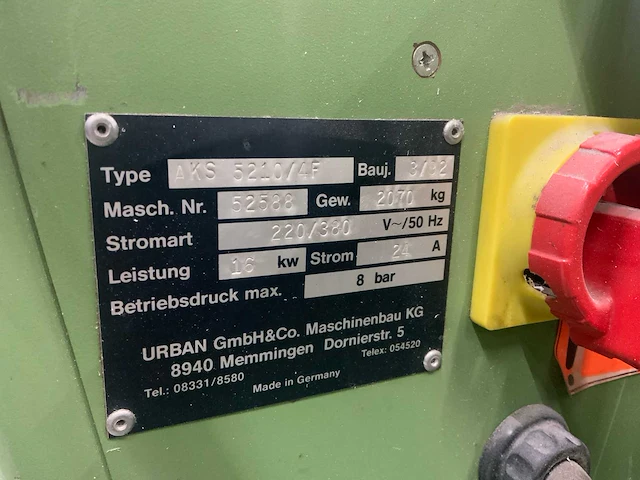 Type AKS 5210/4F Bauj. 3/92
Masch. Nr. 52588 Gew. 2070 kg
Stromart 220/380 V~/50 Hz
Leistung 16 kw Strom 24 A
Betriebsdruck max. 8 bar
URBAN GmbH&Co. Maschinenbau KG
8940 Memmingen Dornierstr. 5
Tel.: 08331/8580 Telex: 054520
Made in Germany